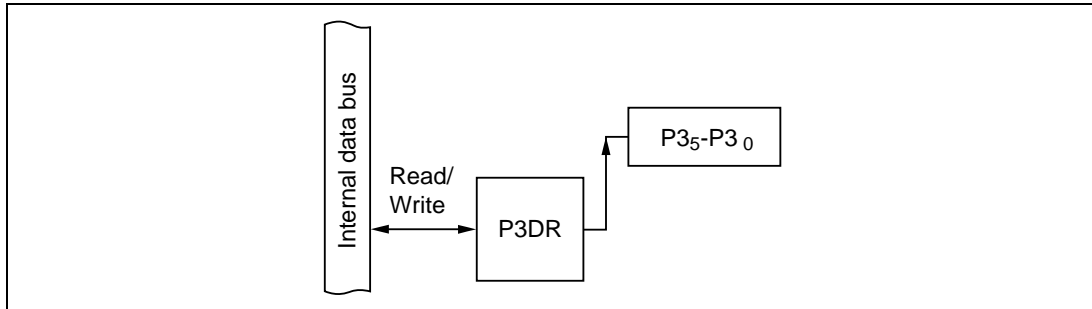 Internal data bus
Read/
Write
P3DR
P3₅-P3 ₀